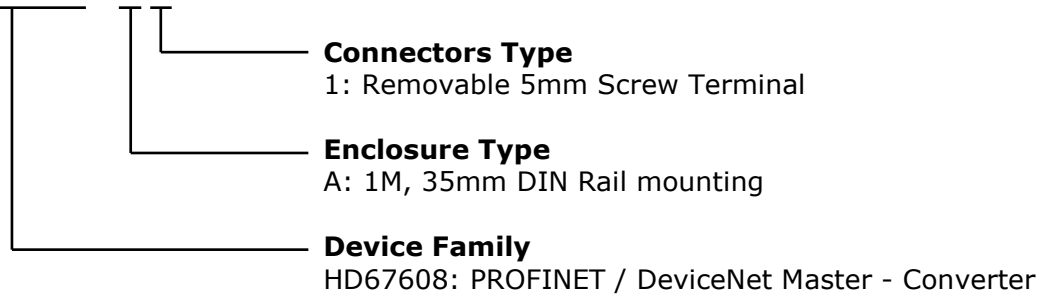 Connectors Type
1: Removable 5mm Screw Terminal
Enclosure Type
A: 1M, 35mm DIN Rail mounting
Device Family
HD67608: PROFINET / DeviceNet Master - Converter